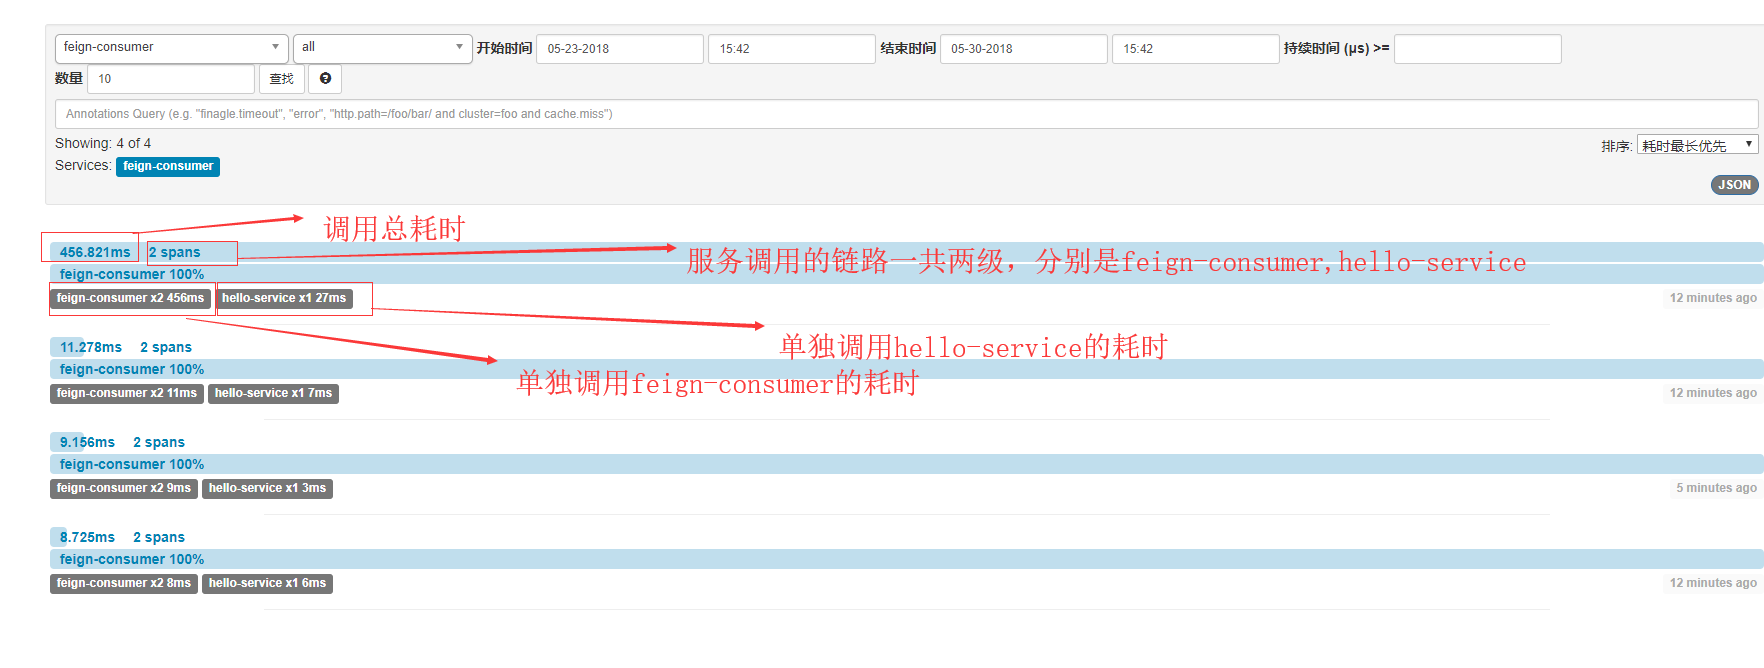 feign-consumer all 开始时间 05-23-2018 15:42 结束时间 05-30-2018 15:42 持续时间 (μs) >=
数量 10 查找
Annotations Query (e.g. "finagle.timeout", "error", "http.path=/foo/bar/ and cluster=foo and cache.miss")
Showing: 4 of 4
排序: 耗时最长优先
Services: feign-consumer
JSON
调用总耗时
456.821ms 2 spans
服务调用的链路一共两级，分别是feign-consumer,hello-service
feign-consumer 100%
feign-consumer x2 456ms hello-service x1 27ms 12 minutes ago
单独调用hello-service的耗时
11.278ms 2 spans
feign-consumer 100%
单独调用feign-consumer的耗时
feign-consumer x2 11ms hello-service x1 7ms 12 minutes ago
9.156ms 2 spans
feign-consumer 100%
feign-consumer x2 9ms hello-service x1 3ms 5 minutes ago
8.725ms 2 spans
feign-consumer 100%
feign-consumer x2 8ms hello-service x1 6ms 12 minutes ago